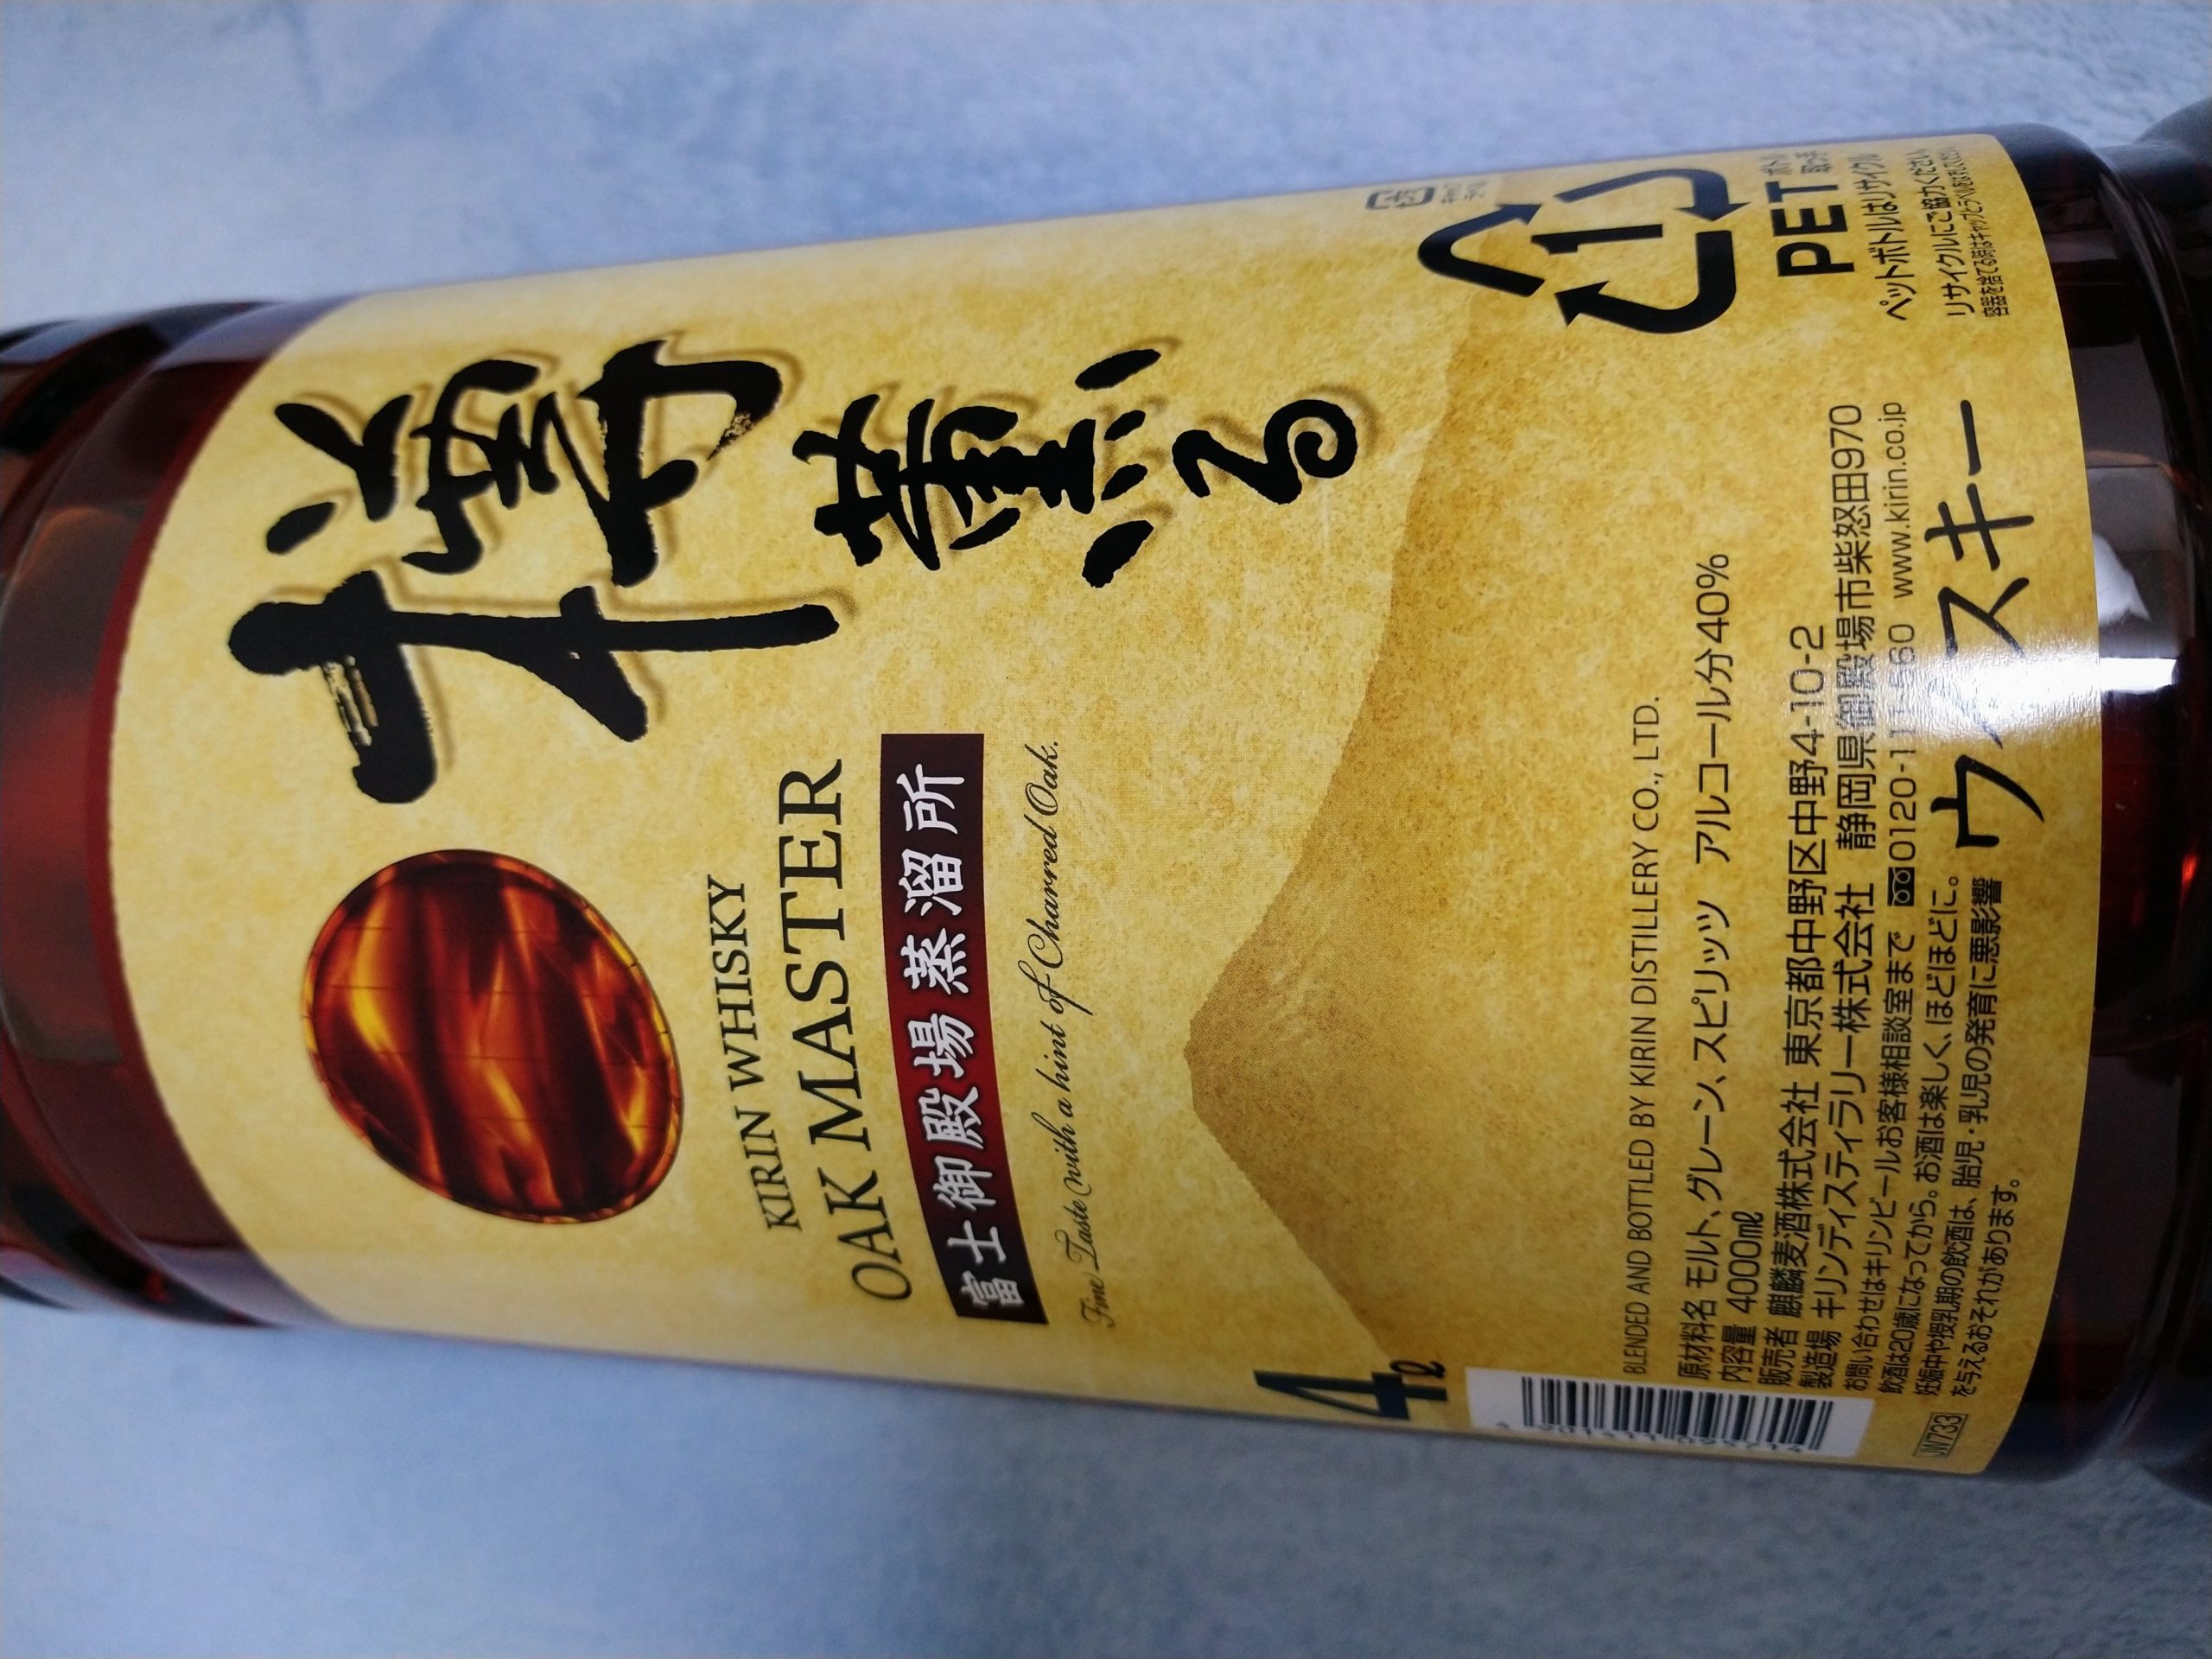 樽薫る
KIRIN WHISKY
OAK MASTER
富士御殿場蒸溜所
Fine Taste with a hint of Charred Oak.
4ℓ
BLENDED AND BOTTLED BY KIRIN DISTILLERY CO., LTD.
原材料名 モルト、グレーン、スピリッツ アルコール分40%
内容量 4000㎖
販売者 麒麟麦酒株式会社 東京都中野区中野4-10-2
製造場 キリンディスティラリー株式会社 静岡県御殿場市柴怒田970
お問い合わせはキリンビールお客様相談室まで 0120-111-560 www.kirin.co.jp
飲酒は20歳になってから。お酒は楽しく、ほどほどに。
妊娠中や授乳期の飲酒は、胎児・乳児の発育に悪影響
を与えるおそれがあります。
ウイスキー
JW733
1
PET
ボトル
取っ手
ペットボトルはリサイクル
リサイクルにご協力ください。